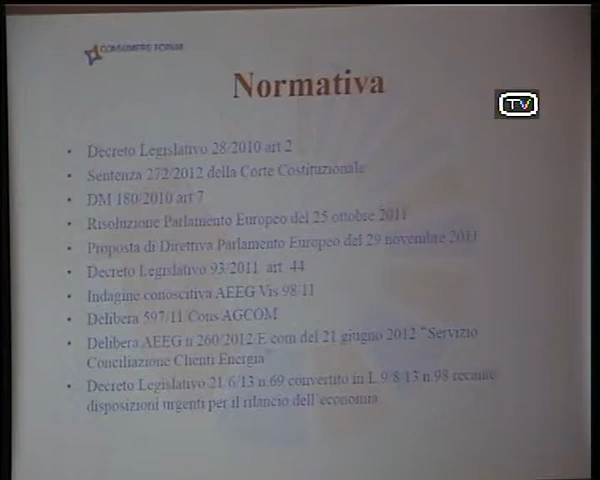 CONSUMERS' FORUM
Normativa
TV
• Decreto Legislativo 28/2010 art 2
• Sentenza 272/2012 della Corte Costituzionale
• DM 180/2010 art 7
• Risoluzione Parlamento Europeo del 25 ottobre 2011
• Proposta di Direttiva Parlamento Europeo del 29 novembre 2011
• Decreto Legislativo 93/2011 art 44
• Indagine conoscitiva AEEG Vis 98/11
• Delibera 597/11 Cons AGCOM
• Delibera AEEG n 260/2012/E com del 21 giugno 2012 "Servizio
Conciliazione Clienti Energia"
• Decreto Legislativo 21/6/13 n.69 convertito in L 9/8/13 n.98 recante
disposizioni urgenti per il rilancio dell'economia